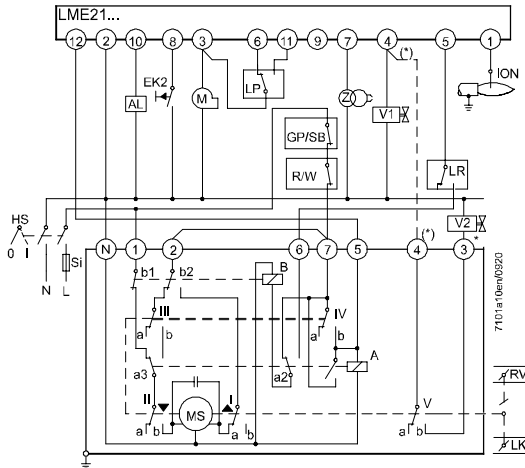 LME21...
12 2 10 8 3 6 11 9 7 4 (*) 5 1
EK2
AL
M
LP
Z
V1
ION
GP/SB
R/W
LR
HS
0 I
Si
N L
V2
*
N 1 2 6 7 5 4 (*) 3
b1 b2 B
III IV
a b a b
a3 a2 A
II MS I V
a b a b a b
RV
LK
7101a10en/0920